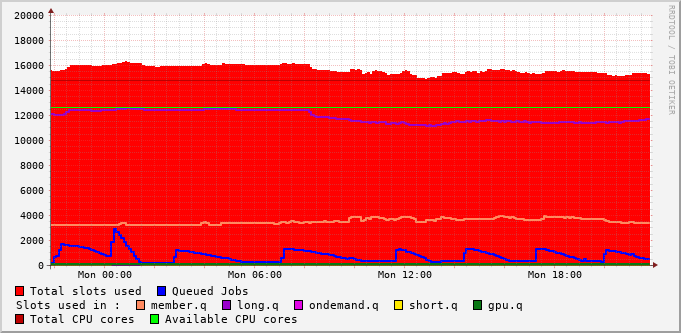 RRDTOOL / TOBI OETIKER
20000
18000
16000
14000
12000
10000
8000
6000
4000
2000
0
Mon 00:00 Mon 06:00 Mon 12:00 Mon 18:00
Total slots used Queued Jobs
Slots used in : member.q long.q ondemand.q short.q gpu.q
Total CPU cores Available CPU cores